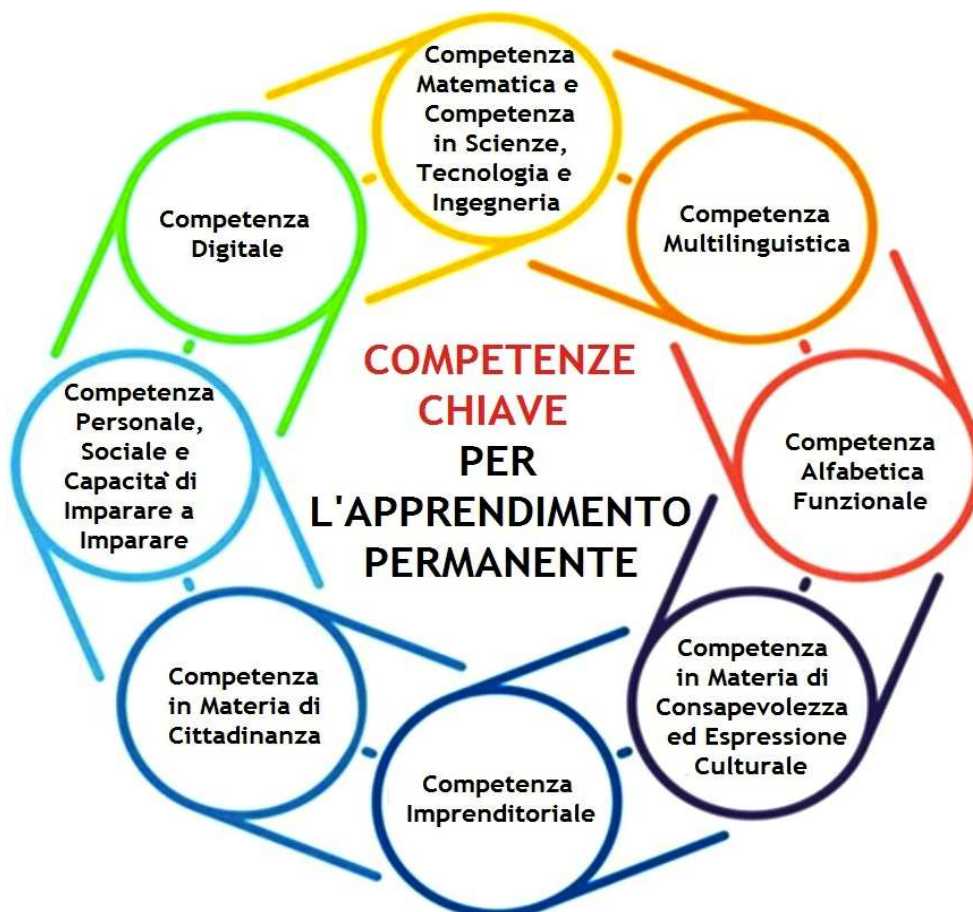 Competenza
Matematica e
Competenza
in Scienze,
Tecnologia e
Ingegneria
Competenza
Digitale
Competenza
Multilinguistica
COMPETENZE
CHIAVE
PER
L'APPRENDIMENTO
PERMANENTE
Competenza
Personale,
Sociale e
Capacità di
Imparare a
Imparare
Competenza
Alfabetica
Funzionale
Competenza
in Materia di
Cittadinanza
Competenza
in Materia di
Consapevolezza
ed Espressione
Culturale
Competenza
Imprenditoriale